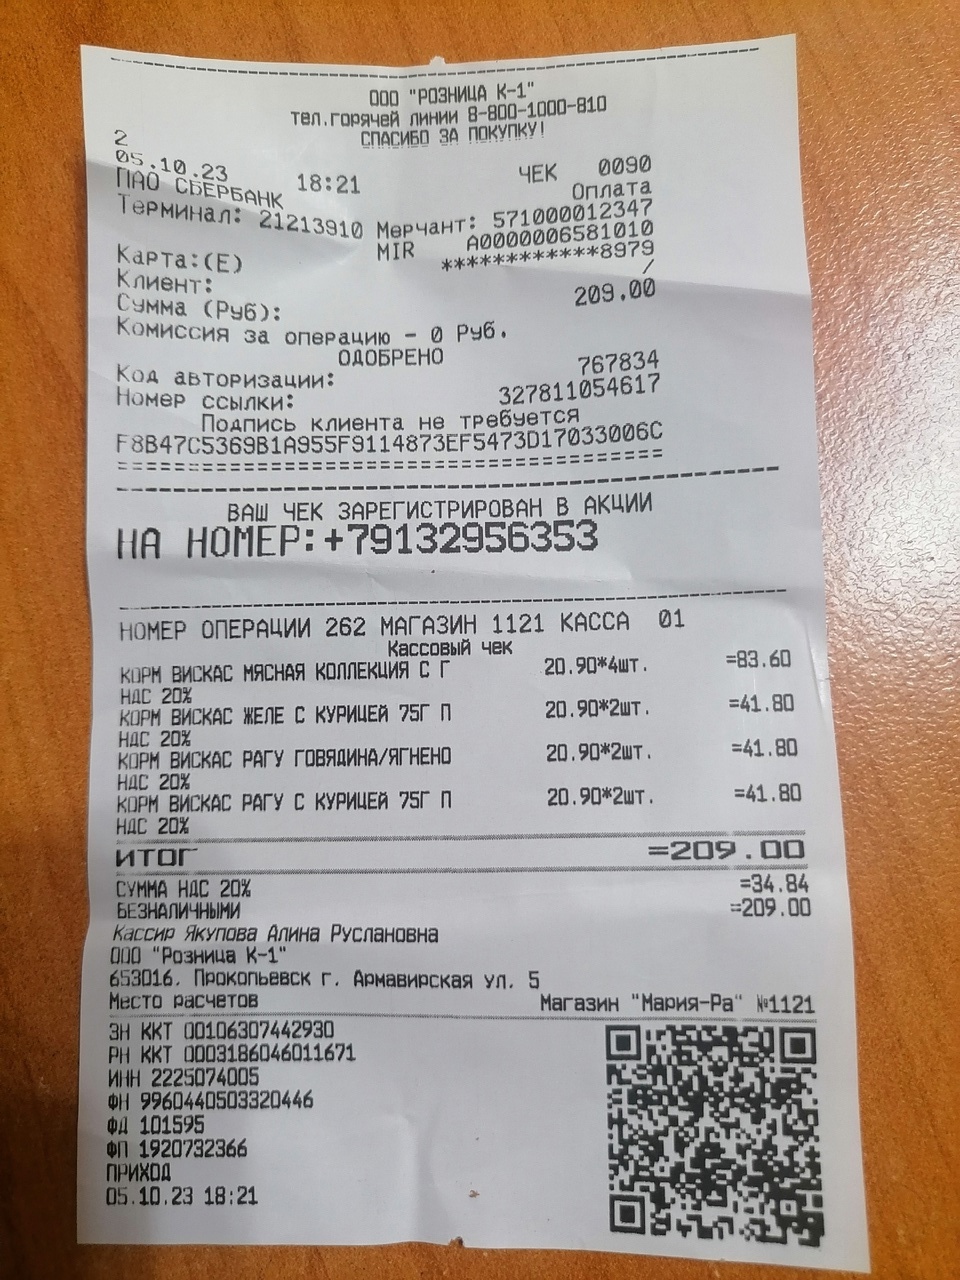 ООО "РОЗНИЦА К-1"
тел.горячей линии 8-800-1000-810
СПАСИБО ЗА ПОКУПКУ!
2
05.10.23 18:21 ЧЕК 0090
ПАО СБЕРБАНК Оплата
Терминал: 21213910 Мерчант: 571000012347
MIR A0000006581010
Карта:(E) ************8979
Клиент: /
Сумма (Руб): 209.00
Комиссия за операцию - 0 Руб.
ОДОБРЕНО
Код авторизации: 767834
Номер ссылки: 327811054617
Подпись клиента не требуется
F8B47C5369B1A955F9114873EF5473D17033006C
========================================
ВАШ ЧЕК ЗАРЕГИСТРИРОВАН В АКЦИИ
НА НОМЕР:+79132956353
НОМЕР ОПЕРАЦИИ 262 МАГАЗИН 1121 КАССА 01
Кассовый чек
КОРМ ВИСКАС МЯСНАЯ КОЛЛЕКЦИЯ С Г 20.90*4шт. =83.60
НДС 20%
КОРМ ВИСКАС ЖЕЛЕ С КУРИЦЕЙ 75Г П 20.90*2шт. =41.80
НДС 20%
КОРМ ВИСКАС РАГУ ГОВЯДИНА/ЯГНЕНО 20.90*2шт. =41.80
НДС 20%
КОРМ ВИСКАС РАГУ С КУРИЦЕЙ 75Г П 20.90*2шт. =41.80
НДС 20%
ИТОГ =209.00
СУММА НДС 20% =34.84
БЕЗНАЛИЧНЫМИ =209.00
Кассир Якупова Алина Руслановна
ООО "Розница К-1"
653016, Прокопьевск г. Армавирская ул. 5
Место расчетов Магазин "Мария-Ра" №1121
ЗН ККТ 00106307442930
РН ККТ 0003186046011671
ИНН 2225074005
ФН 9960440503320446
ФД 101595
ФП 1920732366
ПРИХОД
05.10.23 18:21